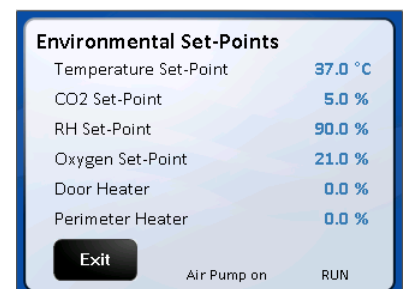 Environmental Set-Points
Temperature Set-Point 37.0 °C
CO2 Set-Point 5.0 %
RH Set-Point 90.0 %
Oxygen Set-Point 21.0 %
Door Heater 0.0 %
Perimeter Heater 0.0 %
Exit Air Pump on RUN